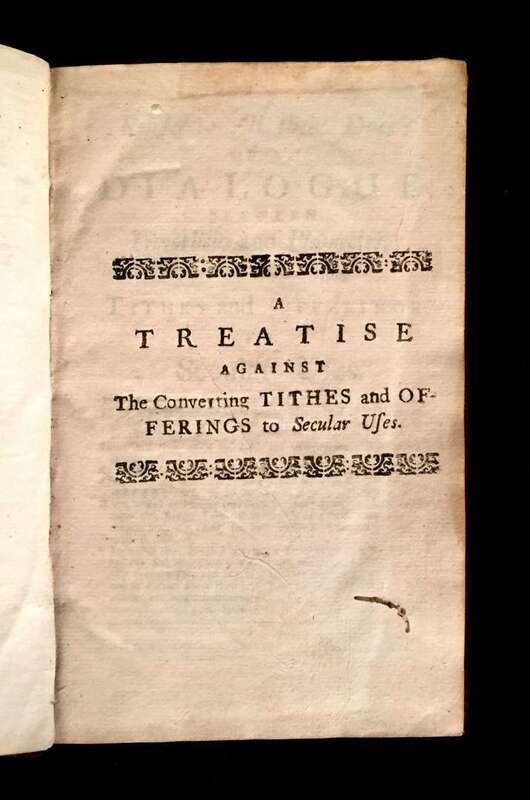 A
TREATISE
AGAINST
The Converting TITHES and OF-
FERINGS to Secular Uſes.